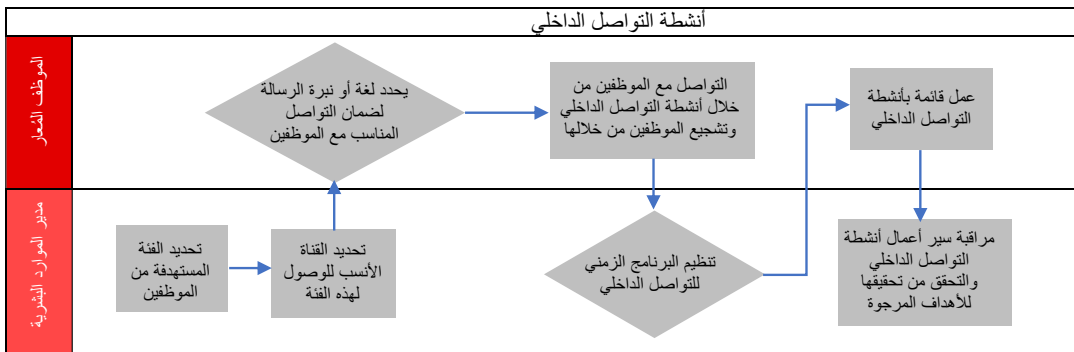 أنشطة التواصل الداخلي
الموظف المُعار
يحدد لغة أو نبرة الرسالة
لضمان التواصل
المناسب مع الموظفين
التواصل مع الموظفين من
خلال أنشطة التواصل الداخلي
وتشجيع الموظفين من خلالها
عمل قائمة بأنشطة
التواصل الداخلي
مدير الموارد البشرية
تحديد الفئة
المستهدفة من
الموظفين
تحديد القناة
الأنسب للوصول
لهذه الفئة
تنظيم البرنامج الزمني
للتواصل الداخلي
مراقبة سير أعمال أنشطة
التواصل الداخلي
والتحقق من تحقيقها
للأهداف المرجوة